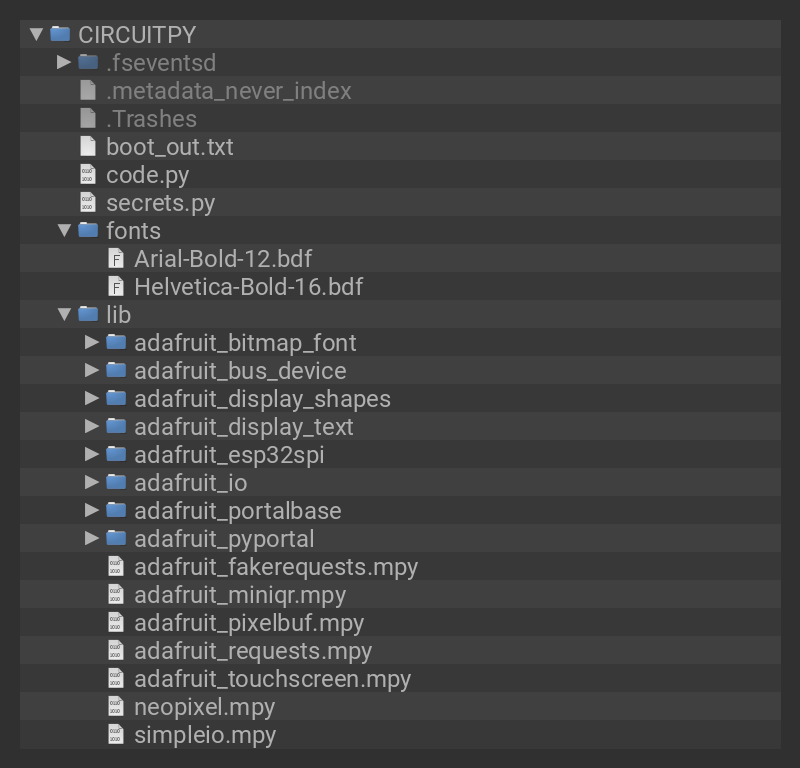 CIRCUITPY
.fseventsd
.metadata_never_index
.Trashes
boot_out.txt
code.py
secrets.py
fonts
Arial-Bold-12.bdf
Helvetica-Bold-16.bdf
lib
adafruit_bitmap_font
adafruit_bus_device
adafruit_display_shapes
adafruit_display_text
adafruit_esp32spi
adafruit_io
adafruit_portalbase
adafruit_pyportal
adafruit_fakerequests.mpy
adafruit_miniqr.mpy
adafruit_pixelbuf.mpy
adafruit_requests.mpy
adafruit_touchscreen.mpy
neopixel.mpy
simpleio.mpy